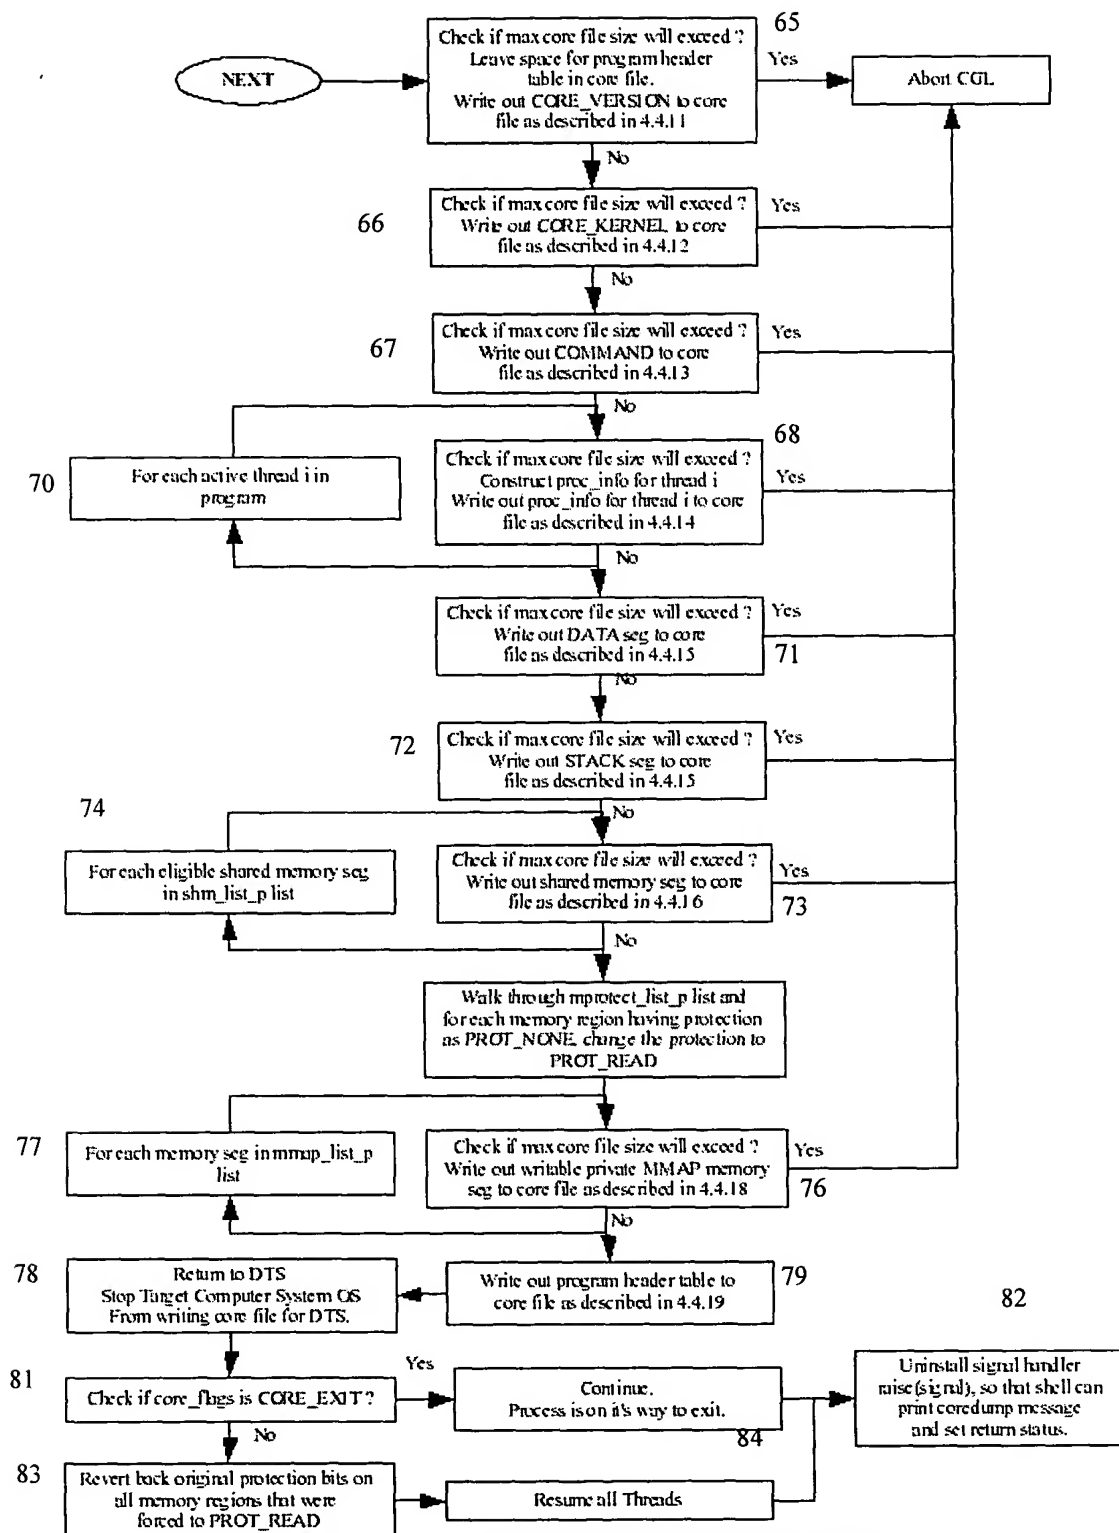 65
Check if max core file size will exceed ?
Leave space for program header
table in core file.
Write out CORE_VERSION to core
file as described in 4.4.11
NEXT
Yes
Abort CGL
No
66
Check if max core file size will exceed ?
Write out CORE_KERNEL to core
file as described in 4.4.12
Yes
No
67
Check if max core file size will exceed ?
Write out COMMAND to core
file as described in 4.4.13
Yes
No
68
70
For each active thread i in
program
Check if max core file size will exceed ?
Construct proc_info for thread i
Write out proc_info for thread i to core
file as described in 4.4.14
Yes
No
Check if max core file size will exceed ?
Write out DATA seg to core
file as described in 4.4.15
Yes
71
No
72
Check if max core file size will exceed ?
Write out STACK seg to core
file as described in 4.4.15
Yes
74
No
For each eligible shared memory seg
in shm_list_p list
Check if max core file size will exceed ?
Write out shared memory seg to core
file as described in 4.4.16
Yes
73
No
Walk through mprotect_list_p list and
for each memory region having protection
as PROT_NONE, change the protection to
PROT_READ
77
For each memory seg in mmap_list_p
list
Check if max core file size will exceed ?
Write out writable private MMAP memory
seg to core file as described in 4.4.18
Yes
76
No
78
Return to DTS
Stop Target Computer System OS
From writing core file for DTS.
Write out program header table to
core file as described in 4.4.19
79
82
81
Check if core_flags is CORE_EXIT ?
Yes
Continue.
Process is on it's way to exit.
Uninstall signal handler
raise(signal), so that shell can
print coredump message
and set return status.
No
84
83
Revert back original protection bits on
all memory regions that were
forced to PROT_READ
Resume all Threads